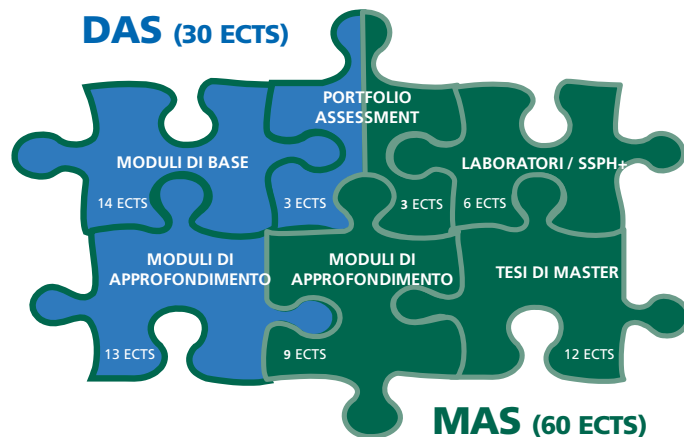 DAS (30 ECTS)
PORTFOLIO
ASSESSMENT
MODULI DI BASE
LABORATORI / SSPH+
14 ECTS
3 ECTS
3 ECTS
6 ECTS
MODULI DI
APPROFONDIMENTO
MODULI DI
APPROFONDIMENTO
TESI DI MASTER
13 ECTS
9 ECTS
12 ECTS
MAS (60 ECTS)